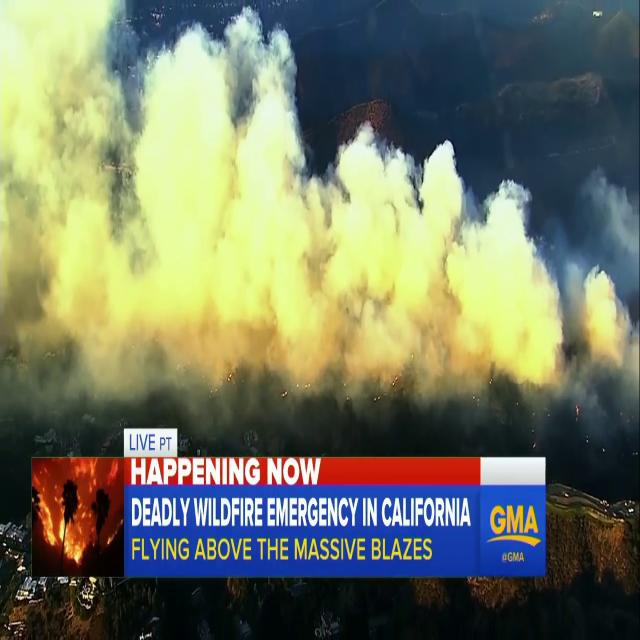 LIVE PT
HAPPENING NOW
DEADLY WILDFIRE EMERGENCY IN CALIFORNIA
FLYING ABOVE THE MASSIVE BLAZES
GMA
@GMA